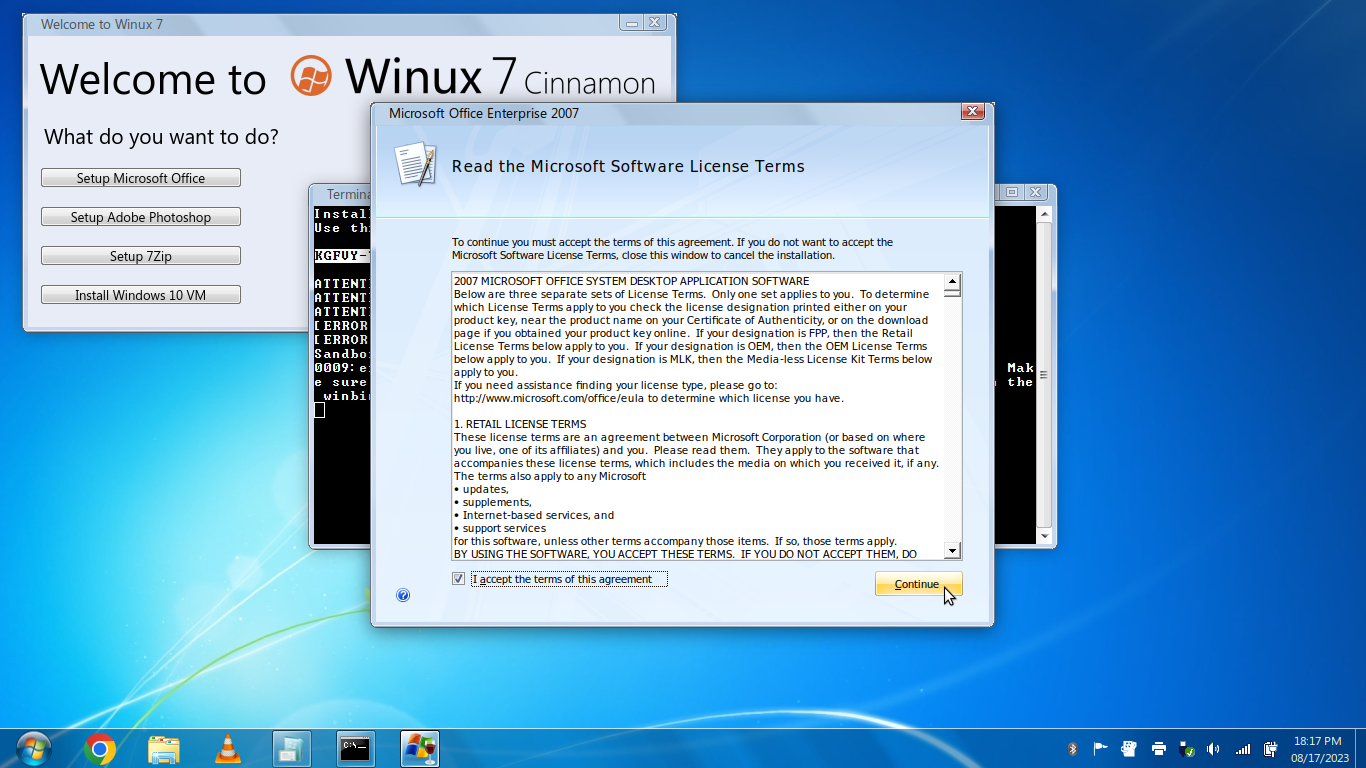 Welcome to Winux 7
Welcome to Winux 7 Cinnamon
What do you want to do?
Setup Microsoft Office
Setup Adobe Photoshop
Setup 7Zip
Install Windows 10 VM
Microsoft Office Enterprise 2007
Read the Microsoft Software License Terms
To continue you must accept the terms of this agreement. If you do not want to accept the
Microsoft Software License Terms, close this window to cancel the installation.
2007 MICROSOFT OFFICE SYSTEM DESKTOP APPLICATION SOFTWARE
Below are three separate sets of License Terms.  Only one set applies to you.  To determine
which License Terms apply to you check the license designation printed either on your
product key, near the product name on your Certificate of Authenticity, or on the download
page if you obtained your product key online.  If your designation is FPP, then the Retail
License Terms below apply to you.  If your designation is OEM, then the OEM License Terms
below apply to you.  If your designation is MLK, then the Media-less License Kit Terms below
apply to you.
If you need assistance finding your license type, please go to:
http://www.microsoft.com/office/eula to determine which license you have.
1. RETAIL LICENSE TERMS
These license terms are an agreement between Microsoft Corporation (or based on where
you live, one of its affiliates) and you.  Please read them.  They apply to the software that
accompanies these license terms, which includes the media on which you received it, if any.
The terms also apply to any Microsoft
• updates,
• supplements,
• Internet-based services, and
• support services
for this software, unless other terms accompany those items.  If so, those terms apply.
BY USING THE SOFTWARE, YOU ACCEPT THESE TERMS.  IF YOU DO NOT ACCEPT THEM, DO
I accept the terms of this agreement
Continue
Termina
Instal
Use th
KGFVY-
ATTENT
ATTENT
ATTENT
[ERROR
[ERROR
Sandbo
0009:e Mak
e sure the
winbi
C:\
18:17 PM
08/17/2023